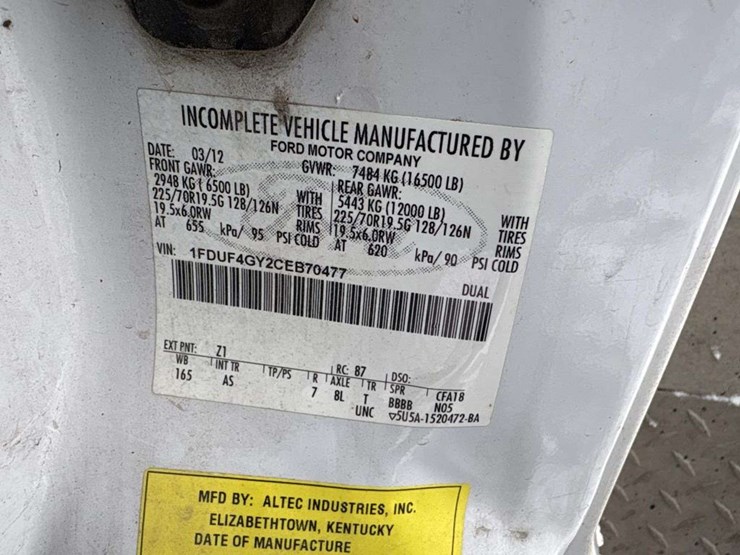 INCOMPLETE VEHICLE MANUFACTURED BY
FORD MOTOR COMPANY
DATE: 03/12 GVWR: 7484 KG (16500 LB)
FRONT GAWR: REAR GAWR:
2948 KG ( 6500 LB) WITH 5443 KG (12000 LB) WITH
225/70R19.5G 128/126N TIRES 225/70R19.5G 128/126N TIRES
19.5x6.0RW RIMS 19.5x6.0RW RIMS
AT 655 kPa/ 95 PSI COLD AT 620 kPa/ 90 PSI COLD
VIN: 1FDUF4GY2CEB70477 DUAL
EXT PNT: Z1 RC: 87 DSO:
WB INT TR TP/PS R AXLE TR SPR CFA18
165 AS 7 8L T BBBB N05
UNC ▽5U5A-1520472-BA
MFD BY: ALTEC INDUSTRIES, INC.
ELIZABETHTOWN, KENTUCKY
DATE OF MANUFACTURE